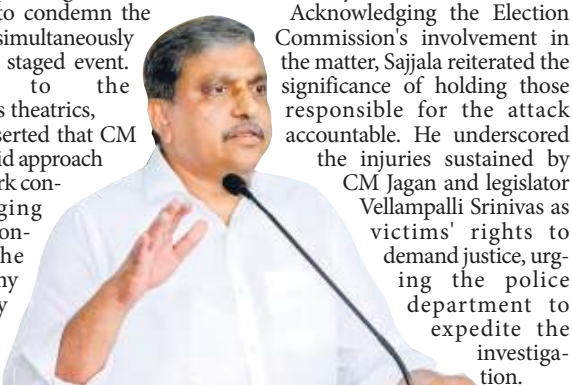 to condemn the
simultaneously
staged event.
to the
s theatrics,
serted that CM
id approach
rk con-
ging
on-
he
ny
y
Acknowledging the Election
Commission's involvement in
the matter, Sajjala reiterated the
significance of holding those
responsible for the attack
accountable. He underscored
the injuries sustained by
CM Jagan and legislator
Vellampalli Srinivas as
victims' rights to
demand justice, urg-
ing the police
department to
expedite the
investiga-
tion.